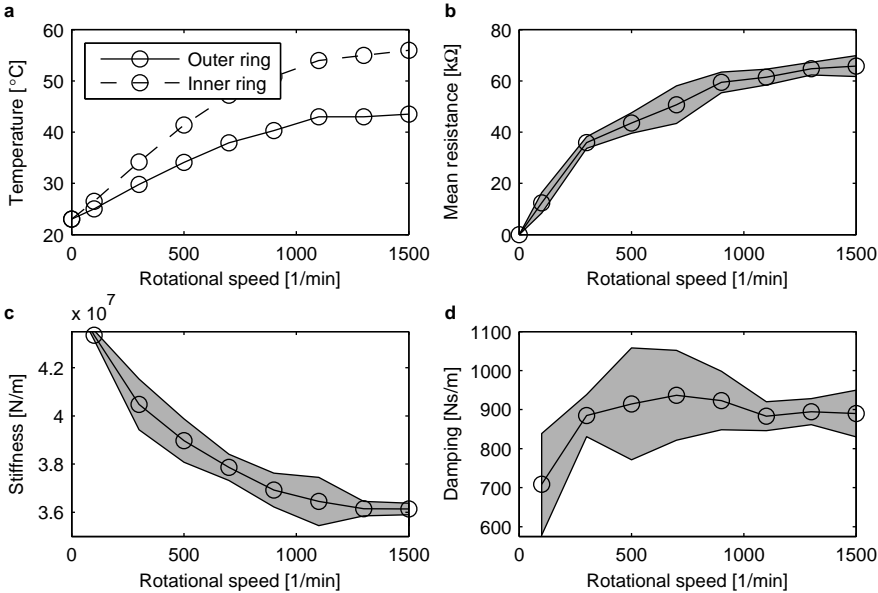 a
60
50
40
30
20
Temperature [°C]
Outer ring
Inner ring
0 500 1000 1500
Rotational speed [1/min]
b
80
60
40
20
0
Mean resistance [kΩ]
0 500 1000 1500
Rotational speed [1/min]
c
x 10⁷
4.2
4
3.8
3.6
Stiffness [N/m]
0 500 1000 1500
Rotational speed [1/min]
d
1100
1000
900
800
700
600
Damping [Ns/m]
0 500 1000 1500
Rotational speed [1/min]